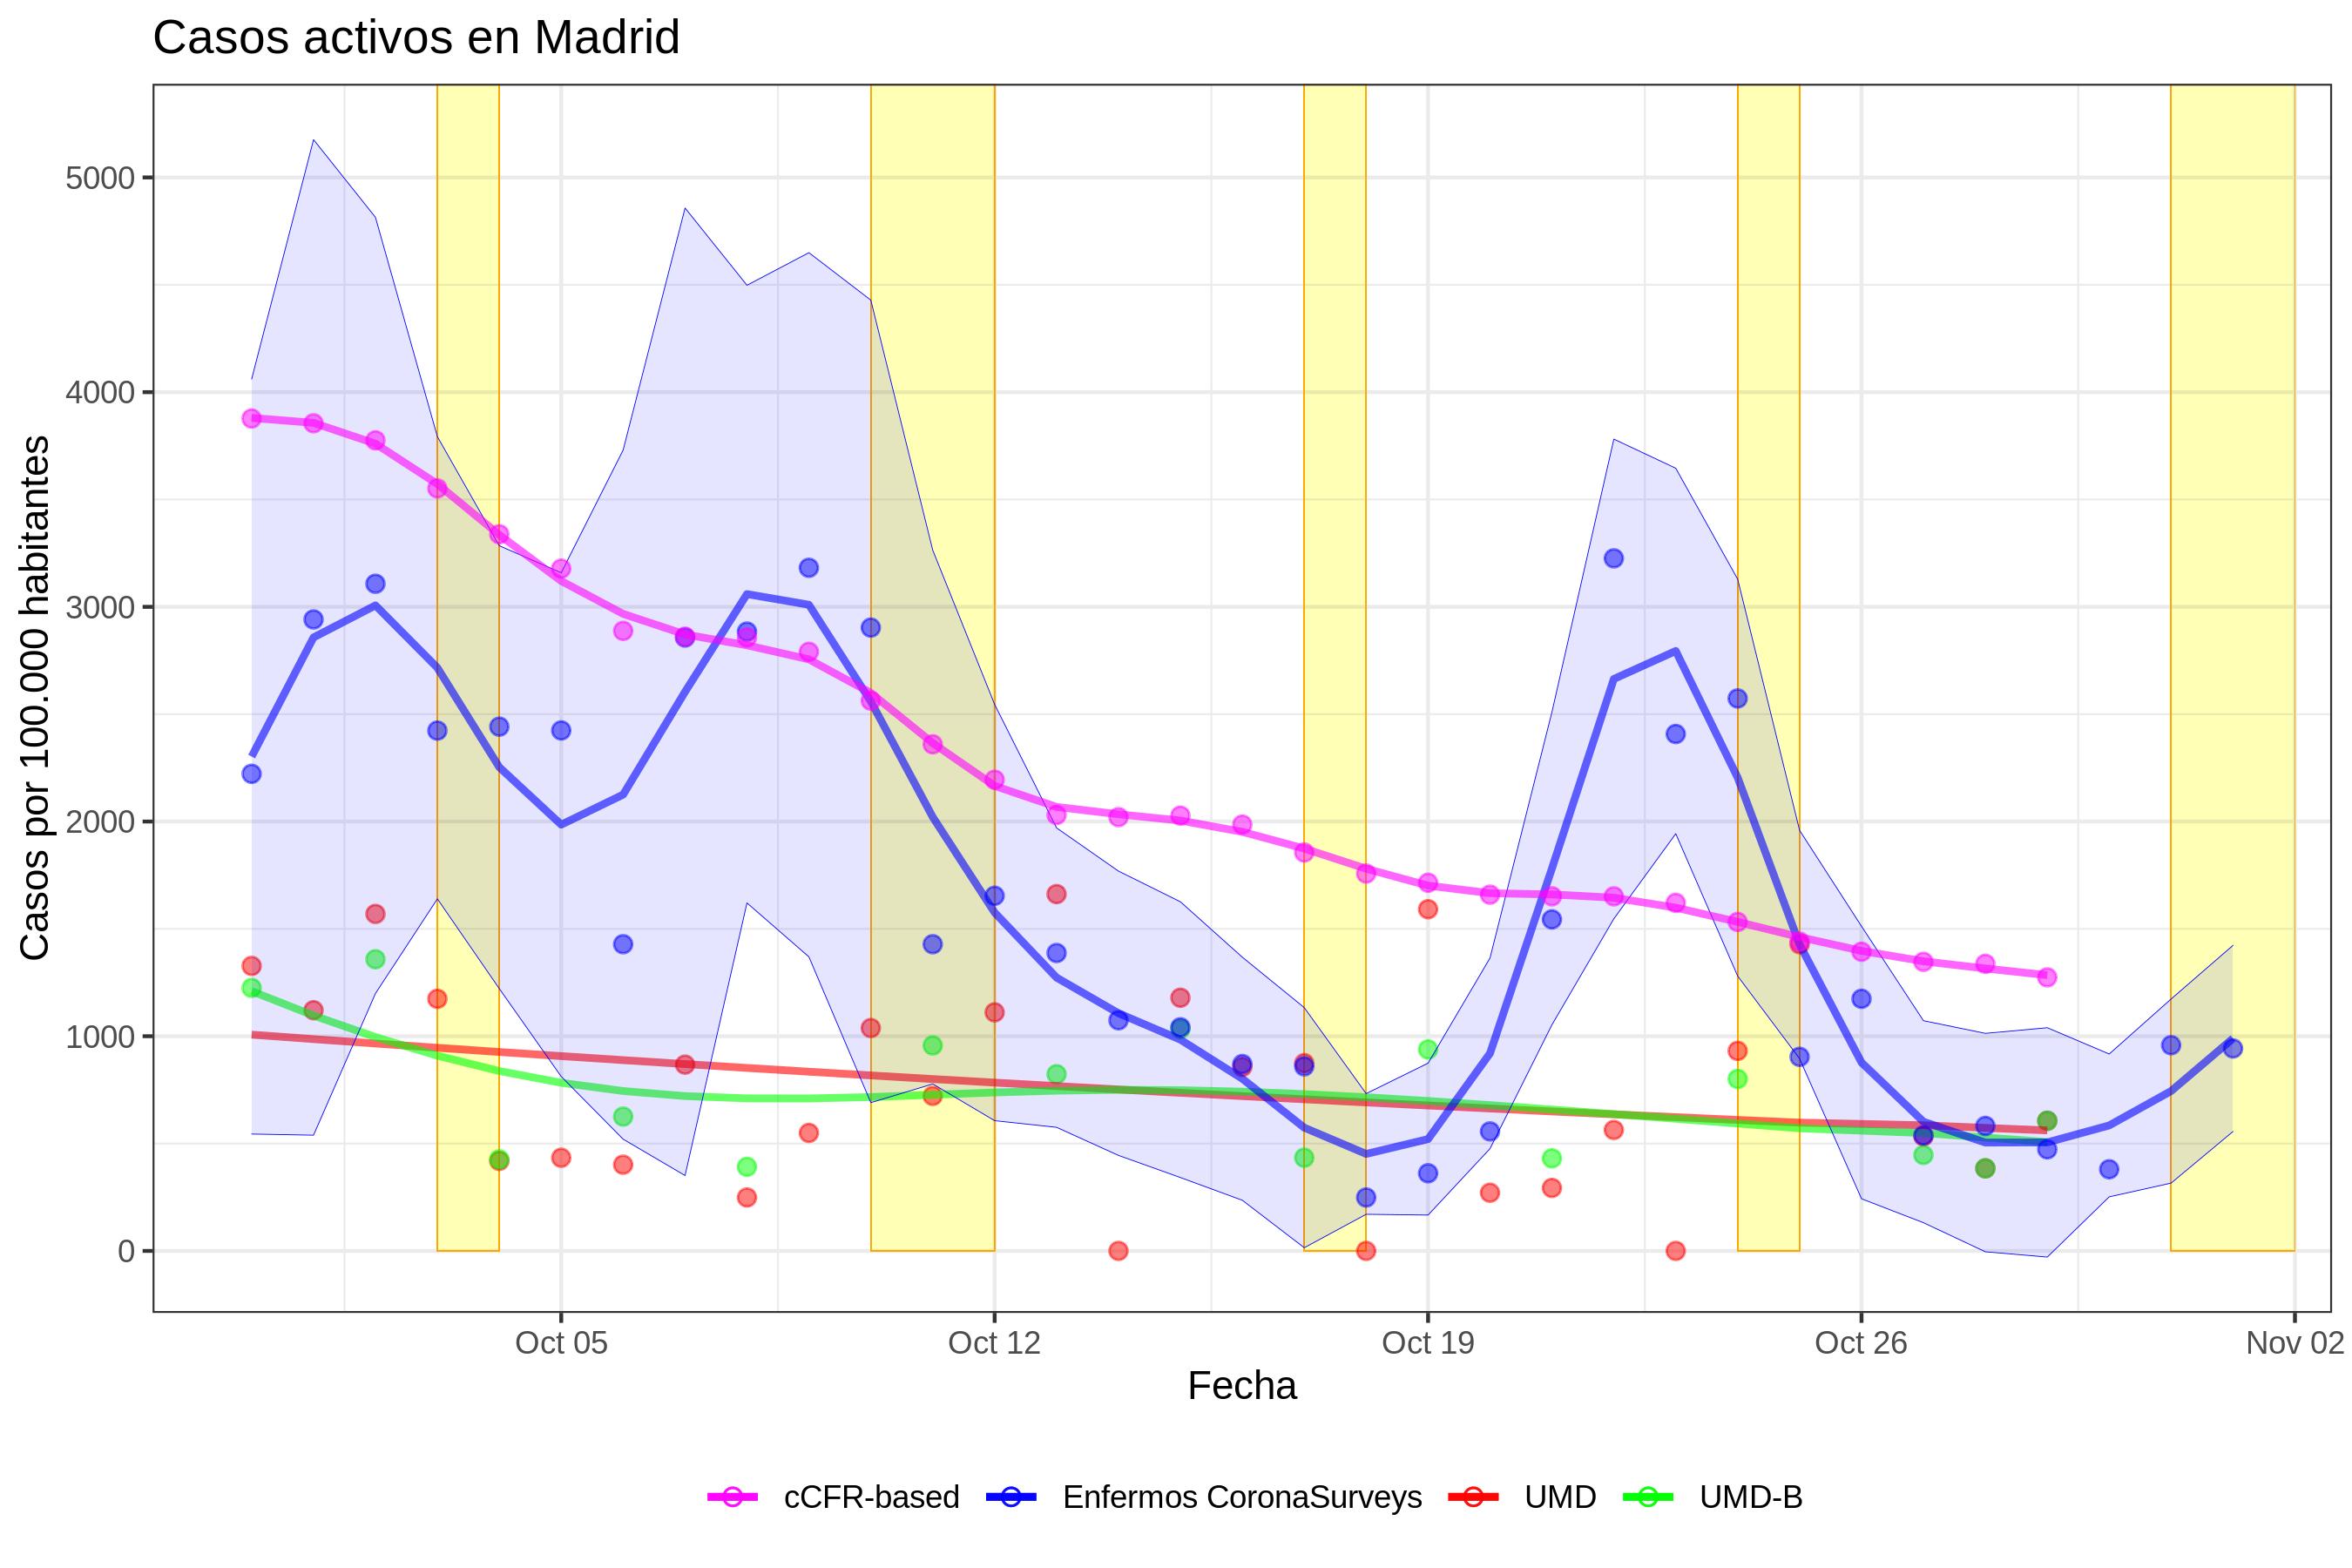 Casos activos en Madrid
Casos por 100.000 habitantes
5000
4000
3000
2000
1000
0
Oct 05 Oct 12 Oct 19 Oct 26 Nov 02
Fecha
cCFR-based Enfermos CoronaSurveys UMD UMD-B